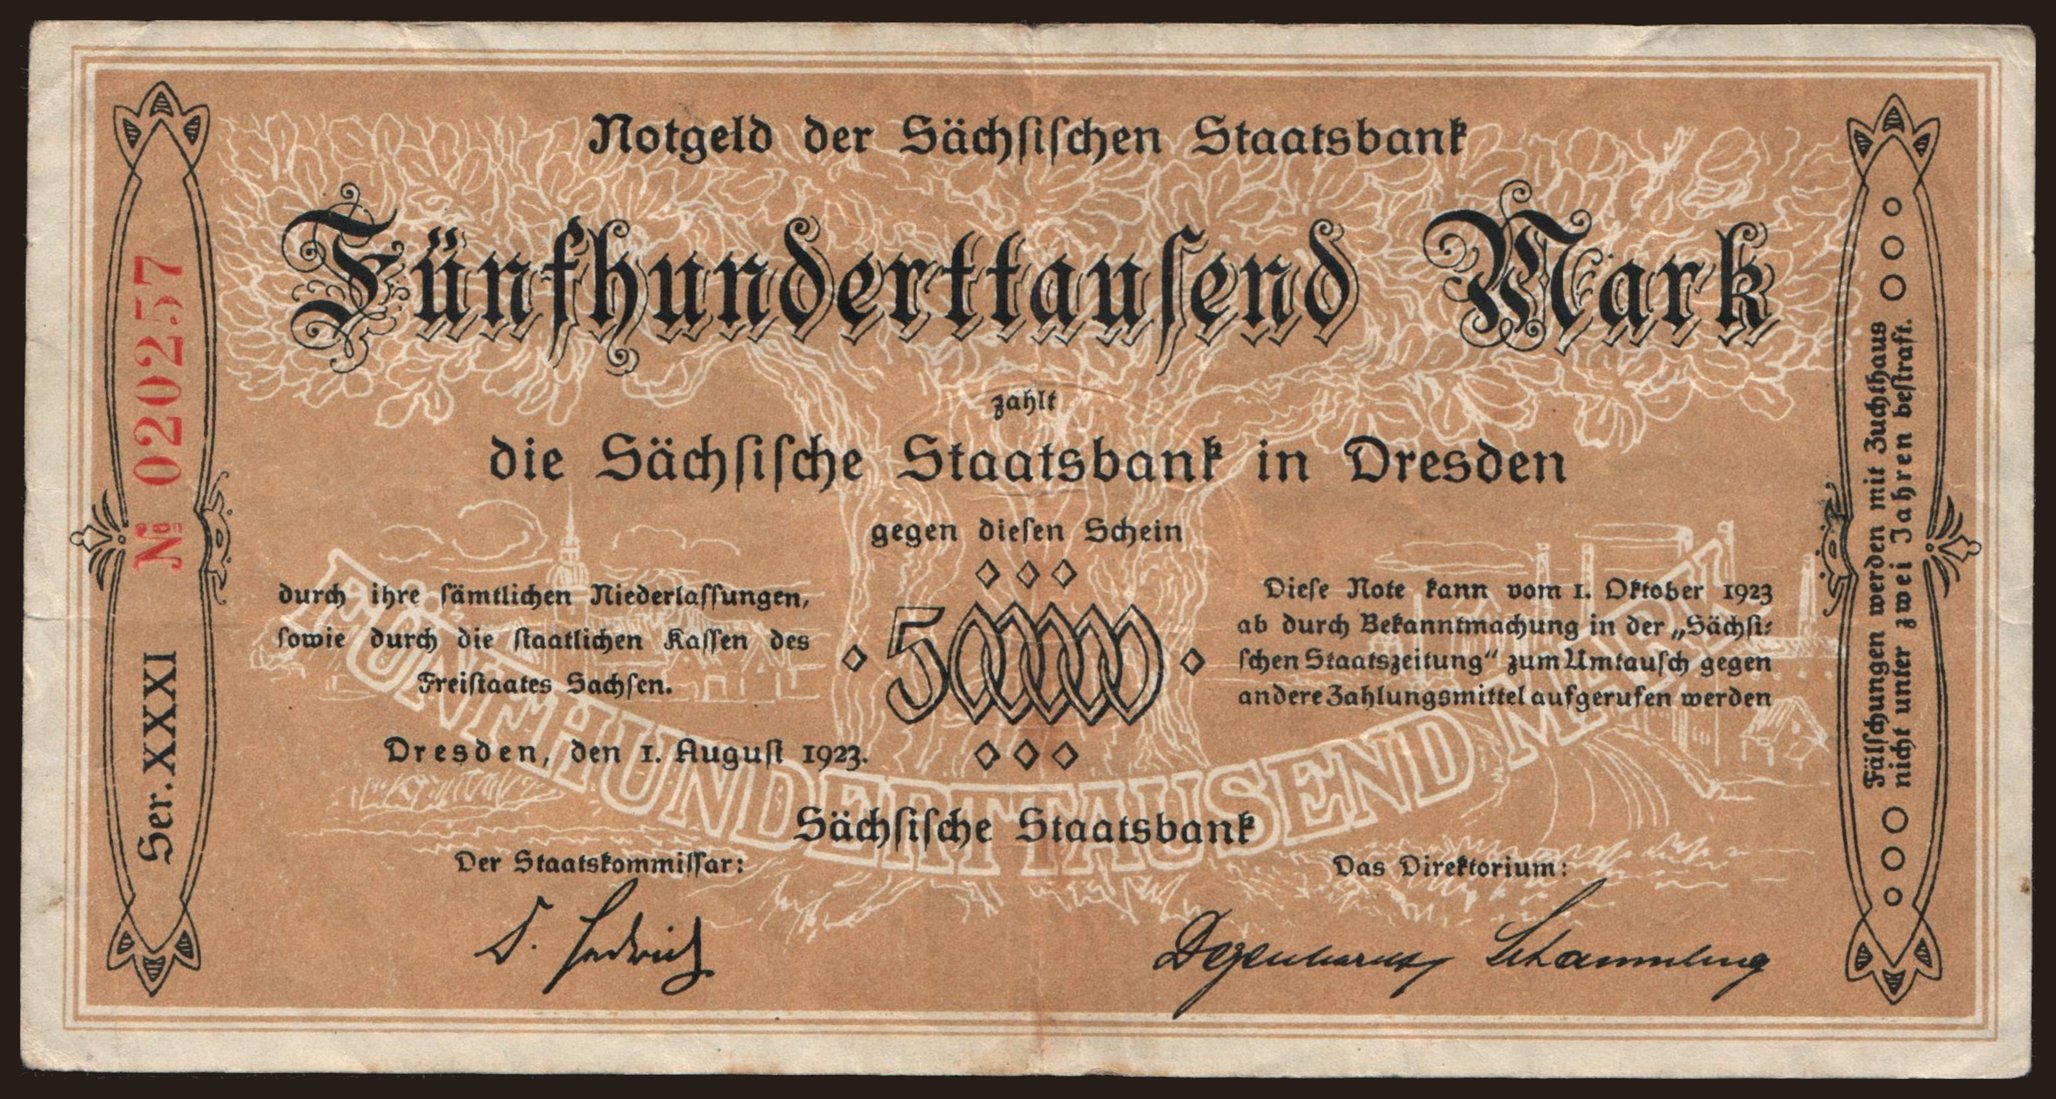 Notgeld der Sächsischen Staatsbank
Fünfhunderttausend Mark
zahlt
die Sächsische Staatsbank in Dresden
gegen diesen Schein
durch ihre sämtlichen Niederlassungen,
sowie durch die staatlichen Kassen des
Freistaates Sachsen.
500000
Diese Note kann vom 1. Oktober 1923
ab durch Bekanntmachung in der „Sächsi-
schen Staatszeitung“ zum Umtausch gegen
andere Zahlungsmittel aufgerufen werden
Dresden, den 1. August 1923.
FÜNFHUNDERTTAUSEND MARK
Sächsische Staatsbank
Der Staatskommissar:
Das Direktorium:
Degenhardt Schammling
Ser. XXXI
№ 020257
Fälschungen werden mit Zuchthaus
nicht unter zwei Jahren bestraft.